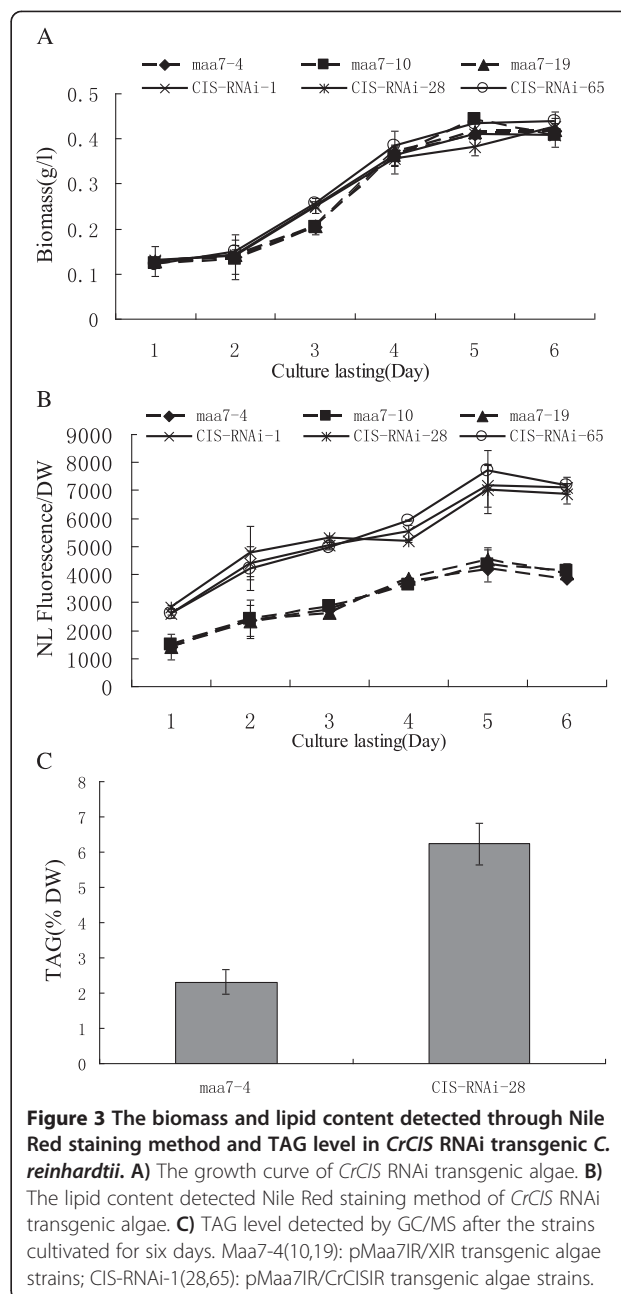 A
maa7-4 maa7-10 maa7-19
CIS-RNAi-1 CIS-RNAi-28 CIS-RNAi-65
0.5
0.4
0.3
0.2
0.1
0
Biomass(g/l)
1 2 3 4 5 6
Culture lasting(Day)
B
maa7-4 maa7-10 maa7-19
CIS-RNAi-1 CIS-RNAi-28 CIS-RNAi-65
9000
8000
7000
6000
5000
4000
3000
2000
1000
0
NL Fluorescence/DW
1 2 3 4 5 6
Culture lasting(Day)
C
8
7
6
5
4
3
2
1
0
TAG(% DW)
maa7-4 CIS-RNAi-28
Figure 3 The biomass and lipid content detected through Nile
Red staining method and TAG level in CrCIS RNAi transgenic C.
reinhardtii. A) The growth curve of CrCIS RNAi transgenic algae. B)
The lipid content detected Nile Red staining method of CrCIS RNAi
transgenic algae. C) TAG level detected by GC/MS after the strains
cultivated for six days. Maa7-4(10,19): pMaa7IR/XIR transgenic algae
strains; CIS-RNAi-1(28,65): pMaa7IR/CrCISIR transgenic algae strains.